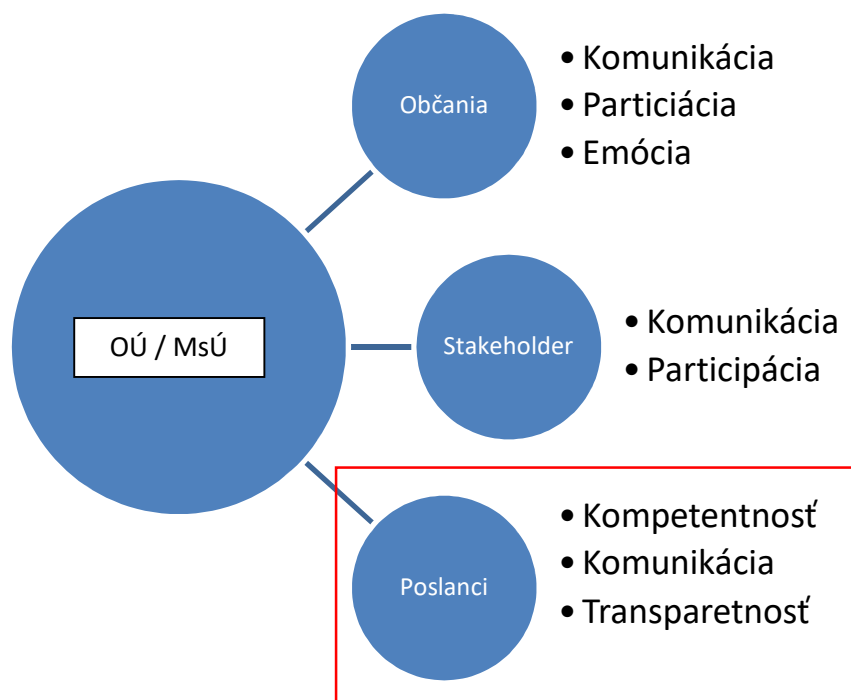 Občania
• Komunikácia
• Particiácia
• Emócia
OÚ / MsÚ
Stakeholder
• Komunikácia
• Participácia
Poslanci
• Kompetentnosť
• Komunikácia
• Transparetnosť